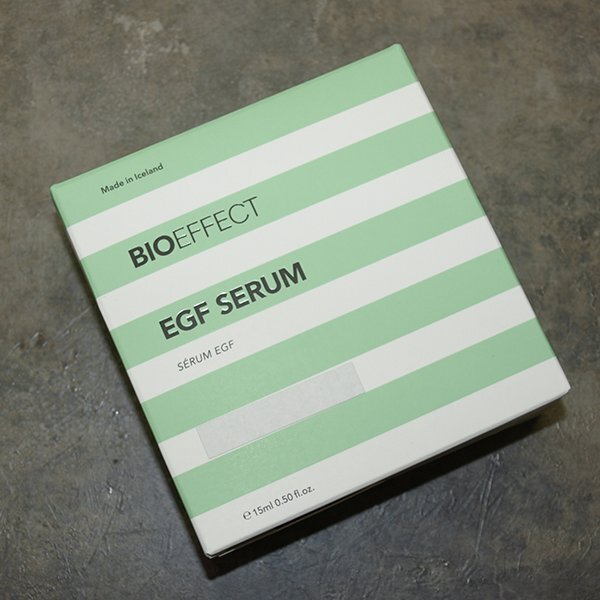 Made in Iceland
BIOEFFECT
EGF SERUM
SÉRUM EGF
℮ 15ml 0.50 fl.oz.